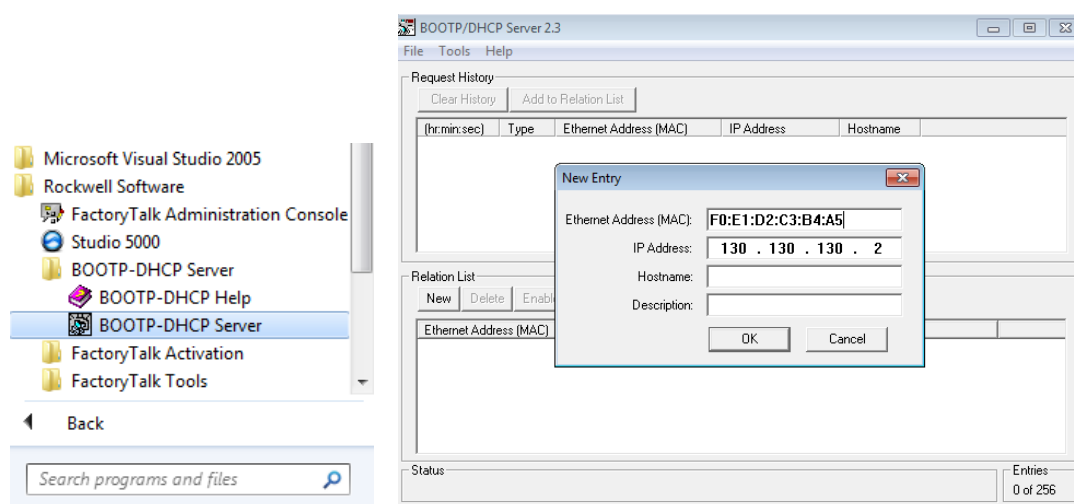 Microsoft Visual Studio 2005
Rockwell Software
FactoryTalk Administration Console
Studio 5000
BOOTP-DHCP Server
BOOTP-DHCP Help
BOOTP-DHCP Server
FactoryTalk Activation
FactoryTalk Tools
Back
Search programs and files
BOOTP/DHCP Server 2.3
File Tools Help
Request History
Clear History Add to Relation List
(hr:min:sec) Type Ethernet Address (MAC) IP Address Hostname
New Entry
Ethernet Address (MAC): F0:E1:D2:C3:B4:A5
IP Address: 130 . 130 . 130 . 2
Hostname:
Description:
OK Cancel
Relation List
New Delete Enabl
Ethernet Address (MAC)
Status
Entries
0 of 256